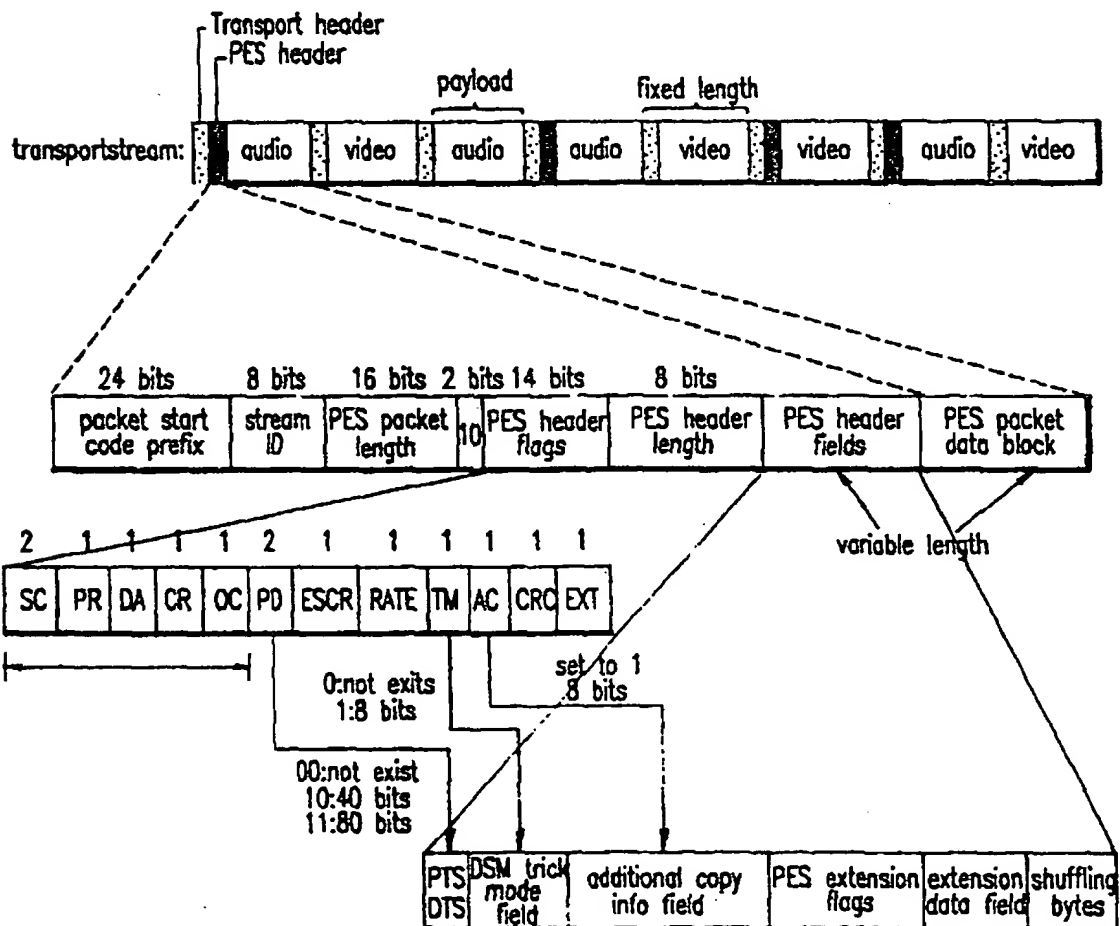 Transport header
PES header
payload
fixed length
transportstream:
audio
video
audio
audio
video
video
audio
video
24 bits
8 bits
16 bits
2 bits
14 bits
8 bits
packet start
code prefix
stream
ID
PES packet
length
10
PES header
flags
PES header
length
PES header
fields
PES packet
data block
variable length
2 1 1 1 1 2 1 1 1 1 1 1
SC PR DA CR OC PD ESCR RATE TM AC CRC EXT
set to 1
8 bits
0:not exits
1:8 bits
00:not exist
10:40 bits
11:80 bits
PTS
DTS
DSM trick
mode
field
additional copy
info field
PES extension
flags
extension
data field
shuffling
bytes